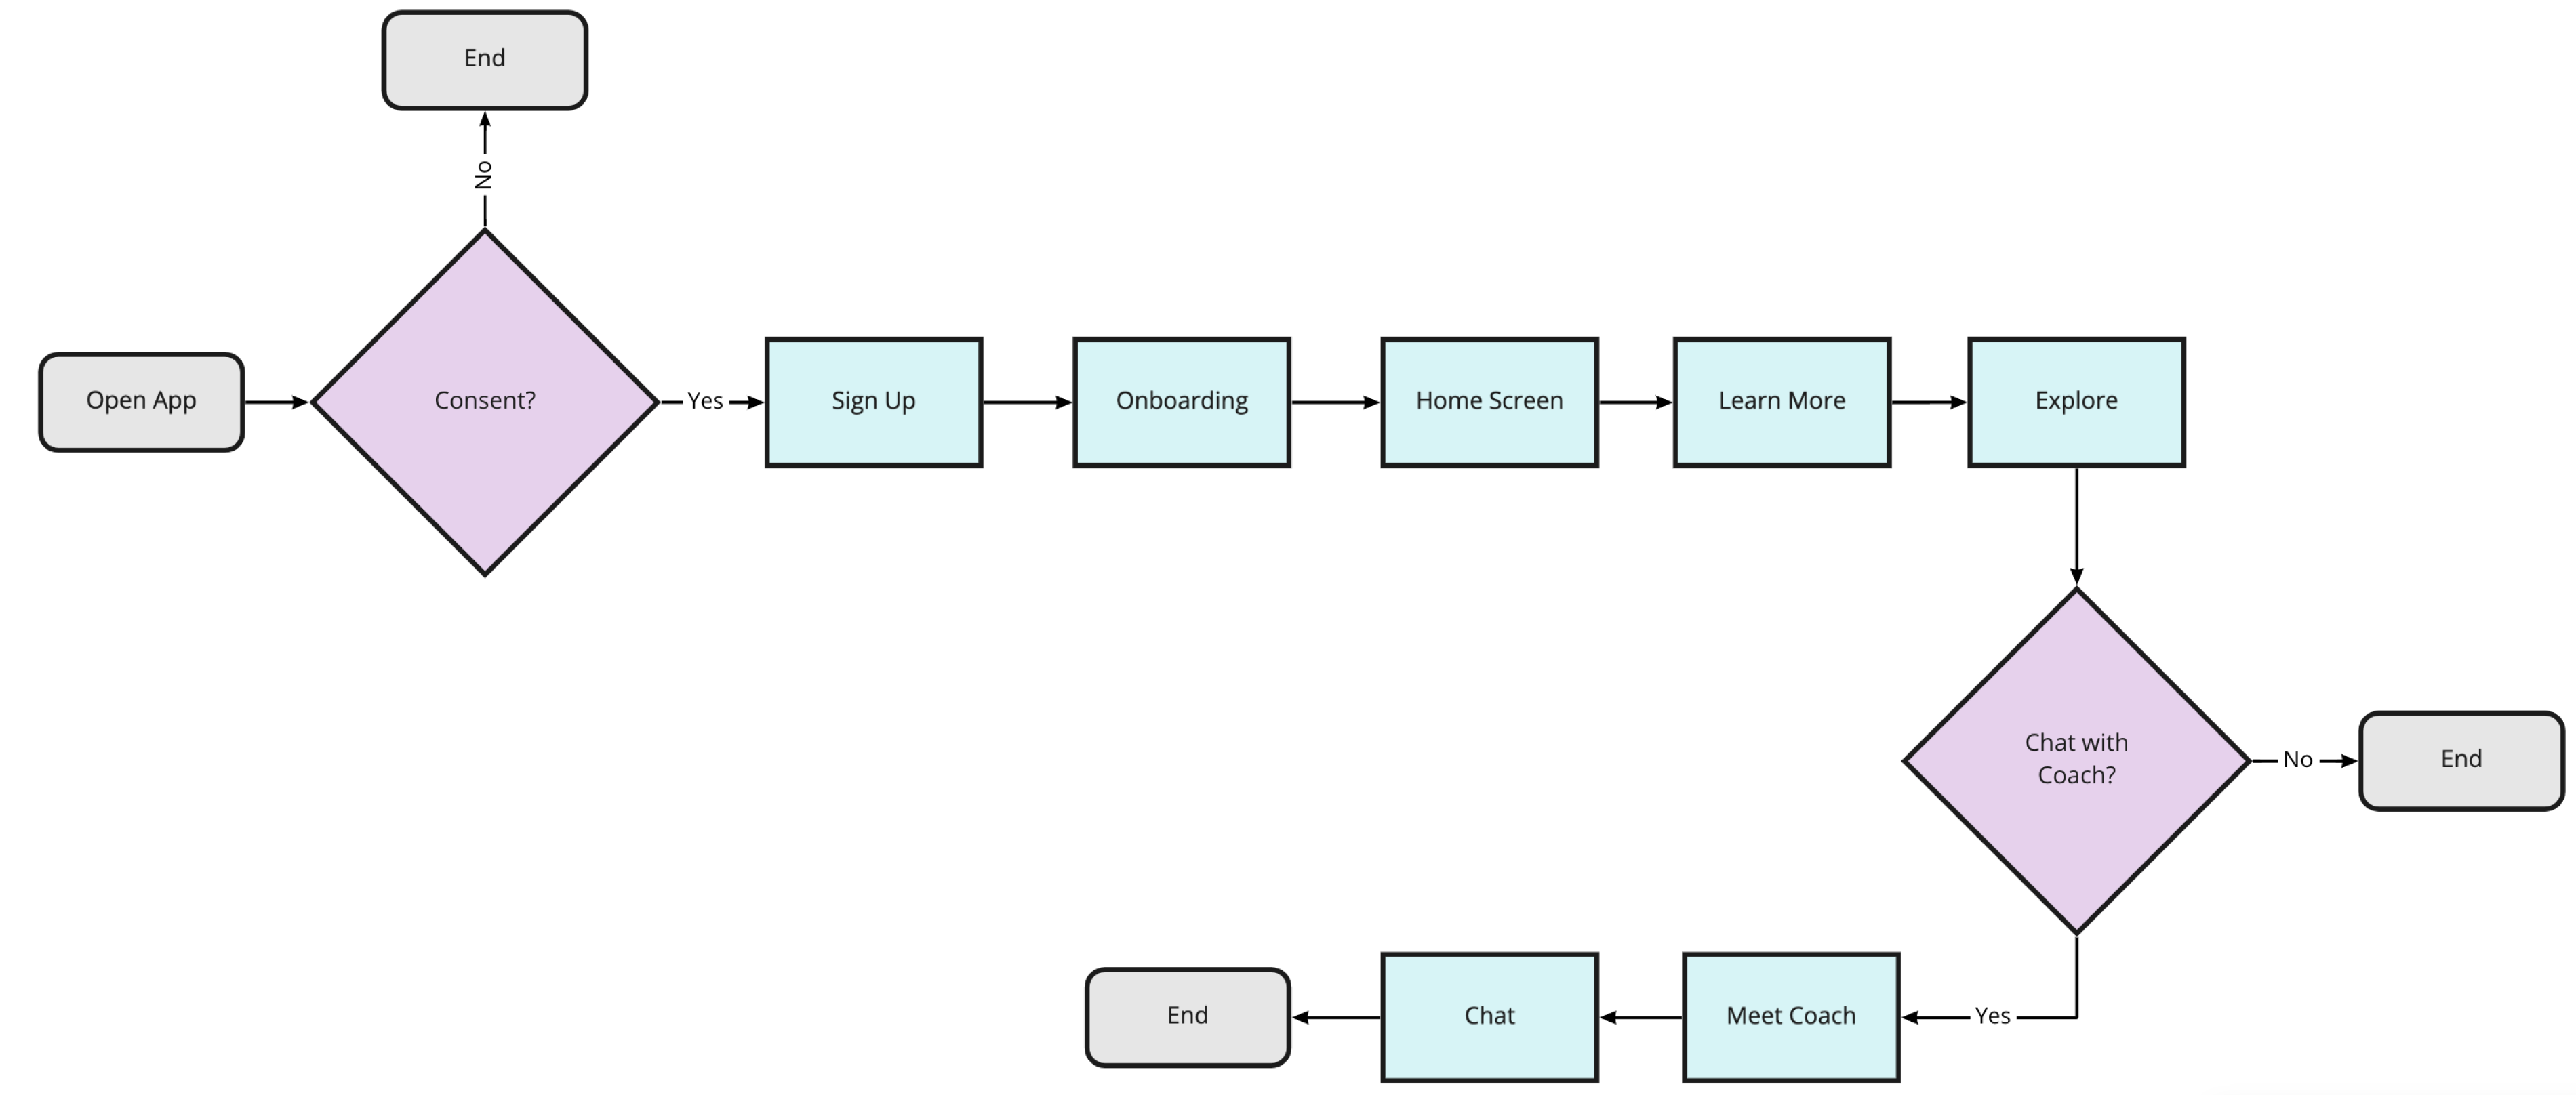 End
No
Open App
Consent?
Yes
Sign Up
Onboarding
Home Screen
Learn More
Explore
Chat with
Coach?
No
End
Yes
Meet Coach
Chat
End